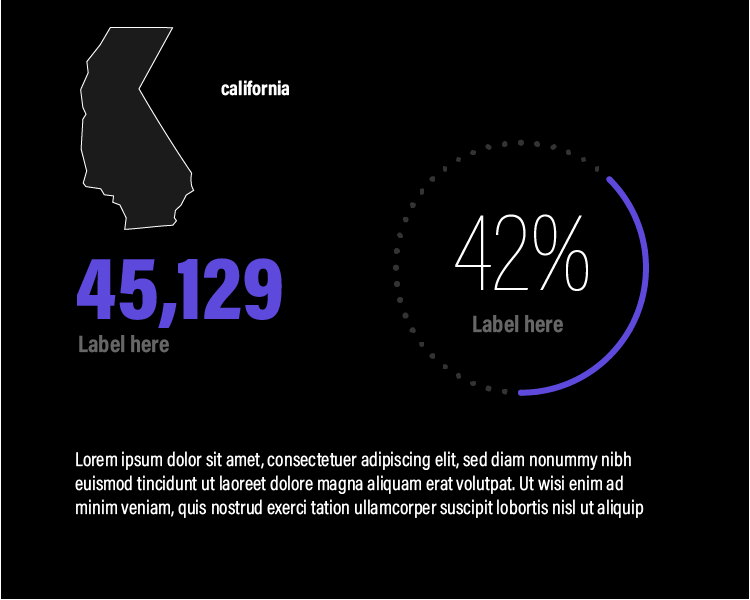 california
45,129
Label here
42%
Label here
Lorem ipsum dolor sit amet, consectetuer adipiscing elit, sed diam nonummy nibh
euismod tincidunt ut laoreet dolore magna aliquam erat volutpat. Ut wisi enim ad
minim veniam, quis nostrud exerci tation ullamcorper suscipit lobortis nisl ut aliquip